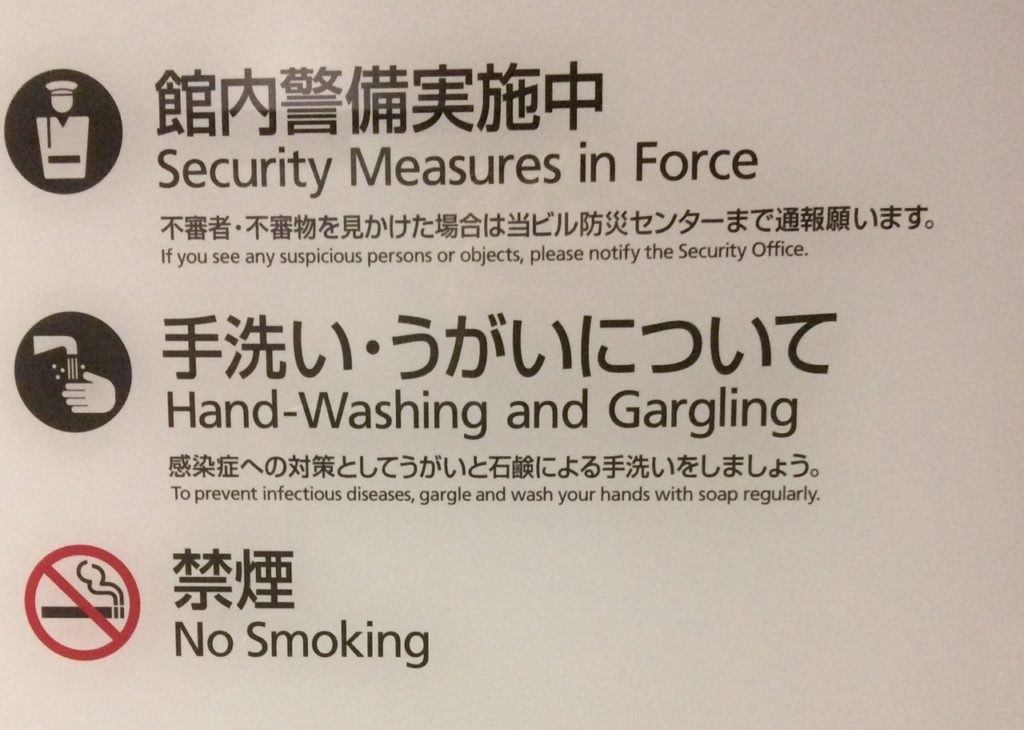 館内警備実施中
Security Measures in Force
不審者・不審物を見かけた場合は当ビル防災センターまで通報願います。
If you see any suspicious persons or objects, please notify the Security Office.
手洗い・うがいについて
Hand-Washing and Gargling
感染症への対策としてうがいと石鹸による手洗いをしましょう。
To prevent infectious diseases, gargle and wash your hands with soap regularly.
禁煙
No Smoking